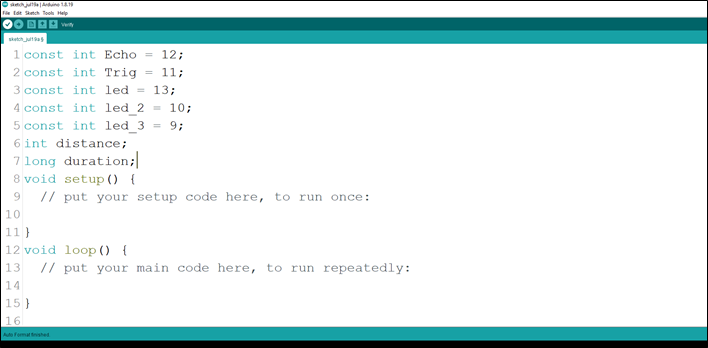 sketch_jul19a | Arduino 1.8.19
File Edit Sketch Tools Help
Verify
sketch_jul19a §
1 const int Echo = 12;
2 const int Trig = 11;
3 const int led = 13;
4 const int led_2 = 10;
5 const int led_3 = 9;
6 int distance;
7 long duration;
8 void setup() {
9 // put your setup code here, to run once:
10
11 }
12 void loop() {
13 // put your main code here, to run repeatedly:
14
15 }
16
Auto Format finished.